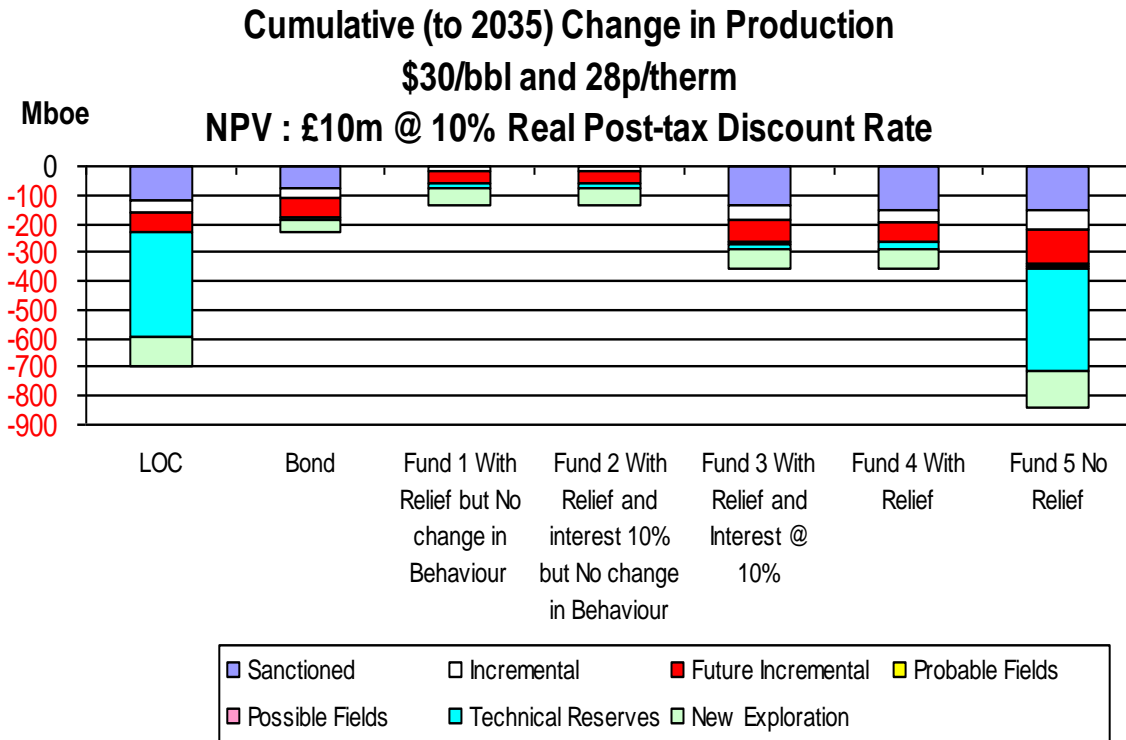 Cumulative (to 2035) Change in Production
$30/bbl and 28p/therm
Mboe
NPV : £10m @ 10% Real Post-tax Discount Rate
0
-100
-200
-300
-400
-500
-600
-700
-800
-900
LOC
Bond
Fund 1 With
Relief but No
change in
Behaviour
Fund 2 With
Relief and
interest 10%
but No change
in Behaviour
Fund 3 With
Relief and
Interest @
10%
Fund 4 With
Relief
Fund 5 No
Relief
Sanctioned
Incremental
Future Incremental
Probable Fields
Possible Fields
Technical Reserves
New Exploration